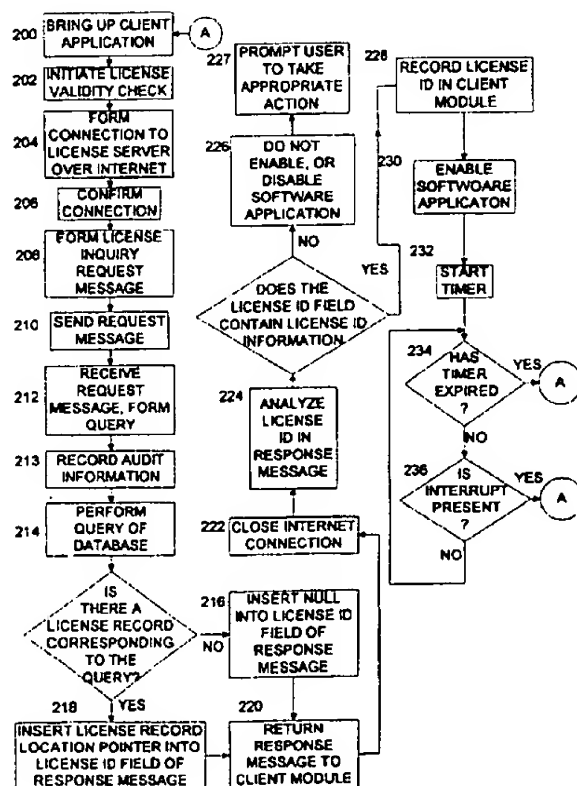 200
BRING UP CLIENT
APPLICATION
A
202
INITIATE LICENSE
VALIDITY CHECK
204
FORM
CONNECTION TO
LICENSE SERVER
OVER INTERNET
206
CONFIRM
CONNECTION
208
FORM LICENSE
INQUIRY
REQUEST
MESSAGE
210
SEND REQUEST
MESSAGE
212
RECEIVE
REQUEST
MESSAGE, FORM
QUERY
213
RECORD AUDIT
INFORMATION
214
PERFORM
QUERY OF
DATABASE
IS
THERE A
LICENSE RECORD
CORRESPONDING
TO THE
QUERY?
NO
YES
216
INSERT NULL
INTO LICENSE ID
FIELD OF
RESPONSE
MESSAGE
218
INSERT LICENSE RECORD
LOCATION POINTER INTO
LICENSE ID FIELD OF
RESPONSE MESSAGE
220
RETURN
RESPONSE
MESSAGE TO
CLIENT MODULE
222
CLOSE INTERNET
CONNECTION
224
ANALYZE
LICENSE
ID IN
RESPONSE
MESSAGE
DOES THE
LICENSE ID FIELD
CONTAIN LICENSE ID
INFORMATION
NO
YES
226
DO NOT
ENABLE, OR
DISABLE
SOFTWARE
APPLICATION
227
PROMPT USER
TO TAKE
APPROPRIATE
ACTION
228
RECORD LICENSE
ID IN CLIENT
MODULE
230
ENABLE
SOFTWOARE
APPLICATON
232
START
TIMER
234
HAS
TIMER
EXPIRED
?
YES
A
NO
236
IS
INTERRUPT
PRESENT
?
YES
A
NO